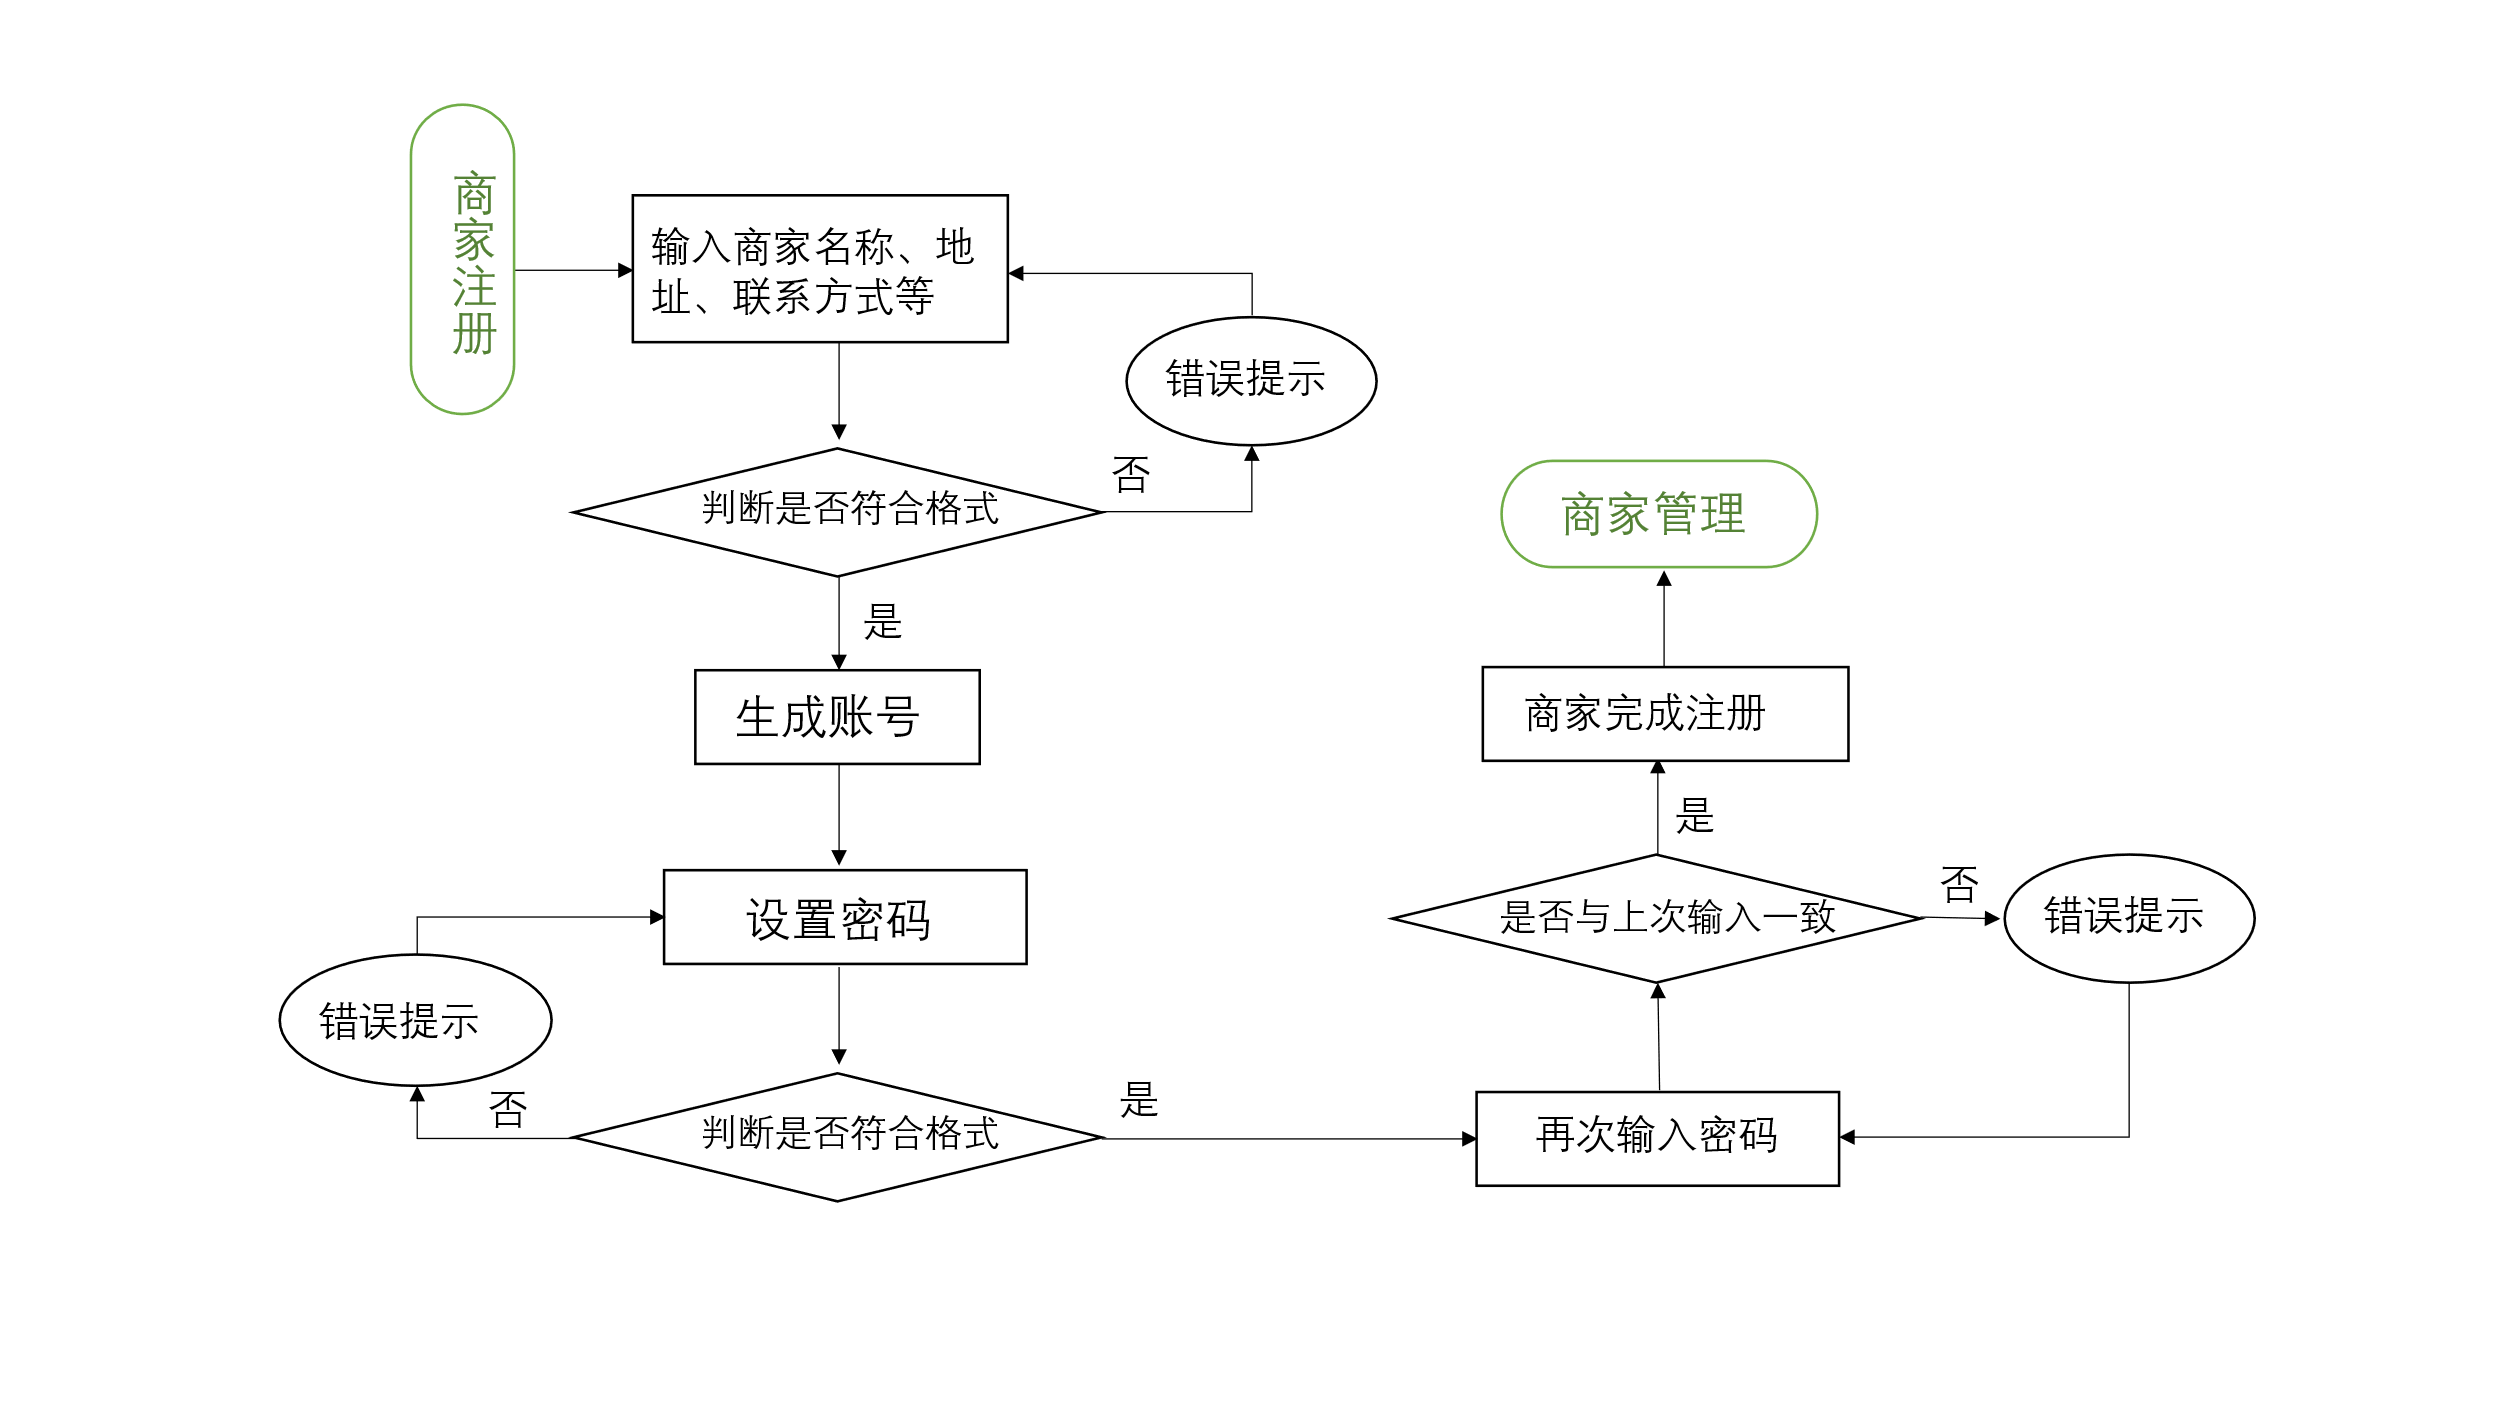 商家注册
输入商家名称、地
址、联系方式等
错误提示
否
判断是否符合格式
是
生成账号
设置密码
错误提示
否
判断是否符合格式
是
再次输入密码
是否与上次输入一致
否
错误提示
是
商家完成注册
商家管理